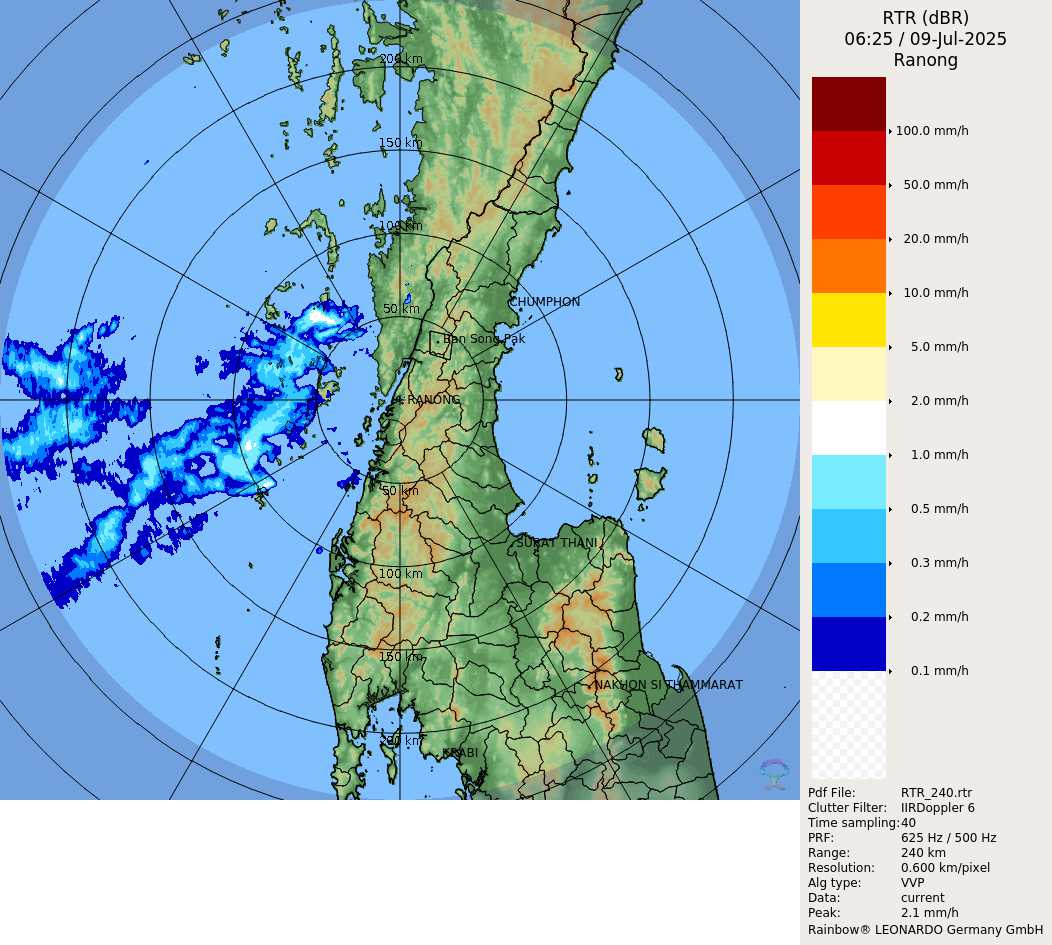 RTR (dBR)
06:25 / 09-Jul-2025
Ranong
200 km
150 km
100 km
50 km
CHUMPHON
Ban Song Pak
RANONG
50 km
SURAT THANI
100 km
150 km
NAKHON SI THAMMARAT
200 km
KRABI
100.0 mm/h
50.0 mm/h
20.0 mm/h
10.0 mm/h
5.0 mm/h
2.0 mm/h
1.0 mm/h
0.5 mm/h
0.3 mm/h
0.2 mm/h
0.1 mm/h
Pdf File: RTR_240.rtr
Clutter Filter: IIRDoppler 6
Time sampling:40
PRF: 625 Hz / 500 Hz
Range: 240 km
Resolution: 0.600 km/pixel
Alg type: VVP
Data: current
Peak: 2.1 mm/h
Rainbow® LEONARDO Germany GmbH